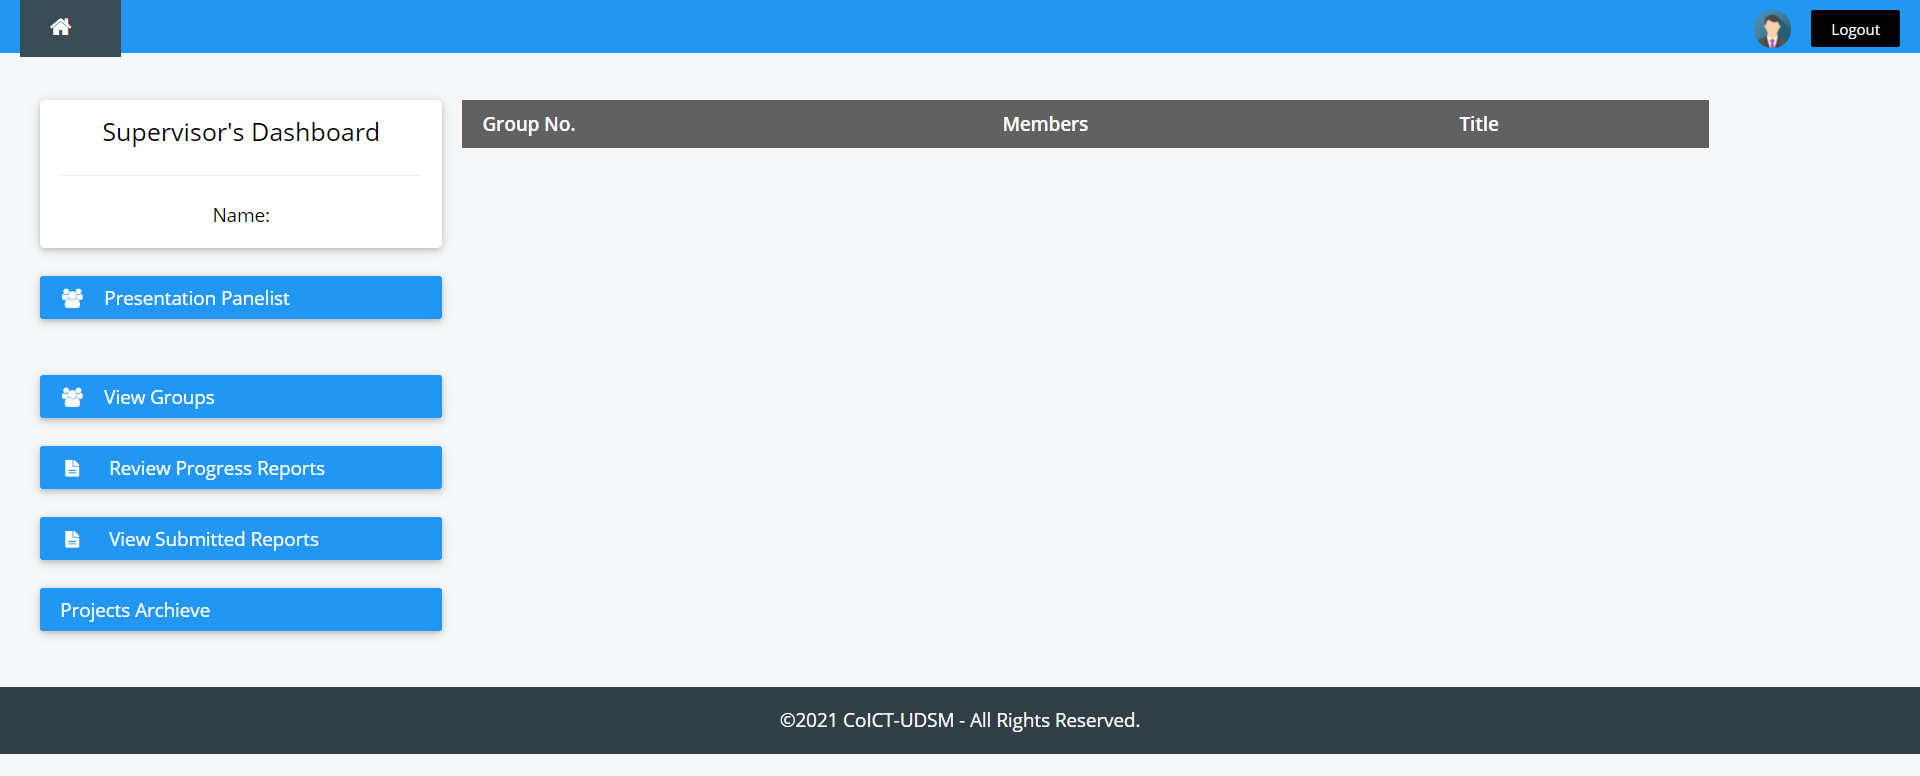 Logout
Supervisor's Dashboard
Name:
Presentation Panelist
View Groups
Review Progress Reports
View Submitted Reports
Projects Archieve
Group No. Members Title
©2021 CoICT-UDSM - All Rights Reserved.